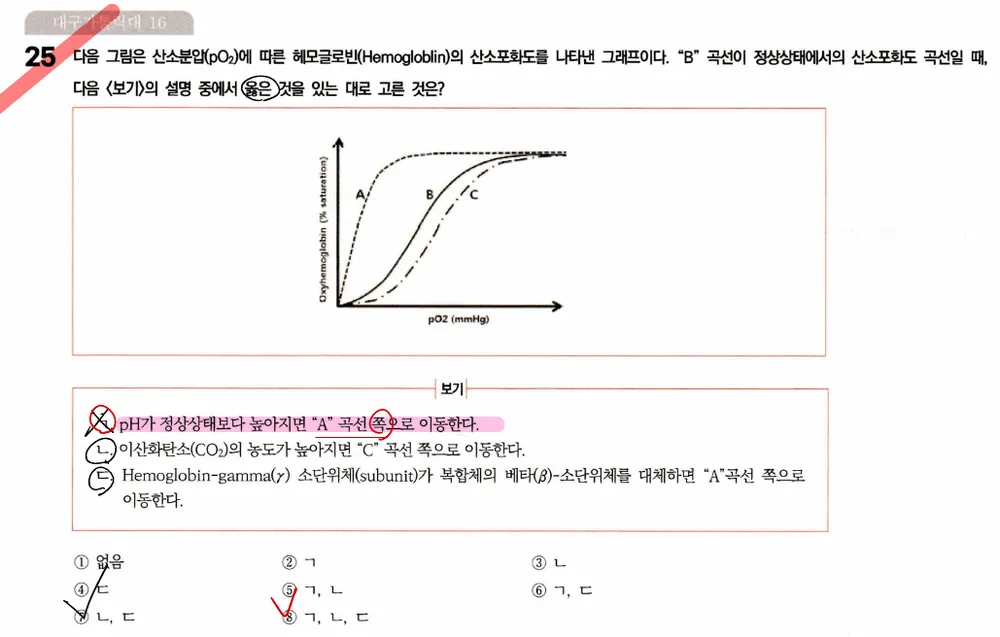 대구가톨릭대 16
25 다음 그림은 산소분압(pO₂)에 따른 헤모글로빈(Hemogloblin)의 산소포화도를 나타낸 그래프이다. “B” 곡선이 정상상태에서의 산소포화도 곡선일 때,
다음 〈보기〉의 설명 중에서 옳은 것을 있는 대로 고른 것은?
Oxyhemoglobin (% saturation)
A B C
pO2 (mmHg)
보기
ㄱ. pH가 정상상태보다 높아지면 “A” 곡선 쪽으로 이동한다.
ㄴ. 이산화탄소(CO₂)의 농도가 높아지면 “C” 곡선 쪽으로 이동한다.
ㄷ. Hemoglobin-gamma(γ) 소단위체(subunit)가 복합체의 베타(β)-소단위체를 대체하면 “A”곡선 쪽으로
이동한다.
① 없음 ② ㄱ ③ ㄴ
④ ㄷ ⑤ ㄱ, ㄴ ⑥ ㄱ, ㄷ
⑦ ㄴ, ㄷ ⑧ ㄱ, ㄴ, ㄷ